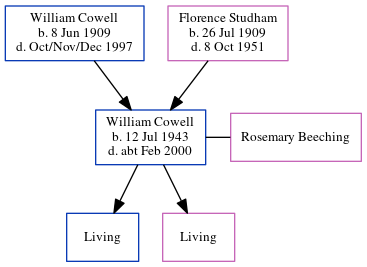 William Cowell
b. 8 Jun 1909
d. Oct/Nov/Dec 1997
Florence Studham
b. 26 Jul 1909
d. 8 Oct 1951
William Cowell
b. 12 Jul 1943
d. abt Feb 2000
Rosemary Beeching
Living
Living